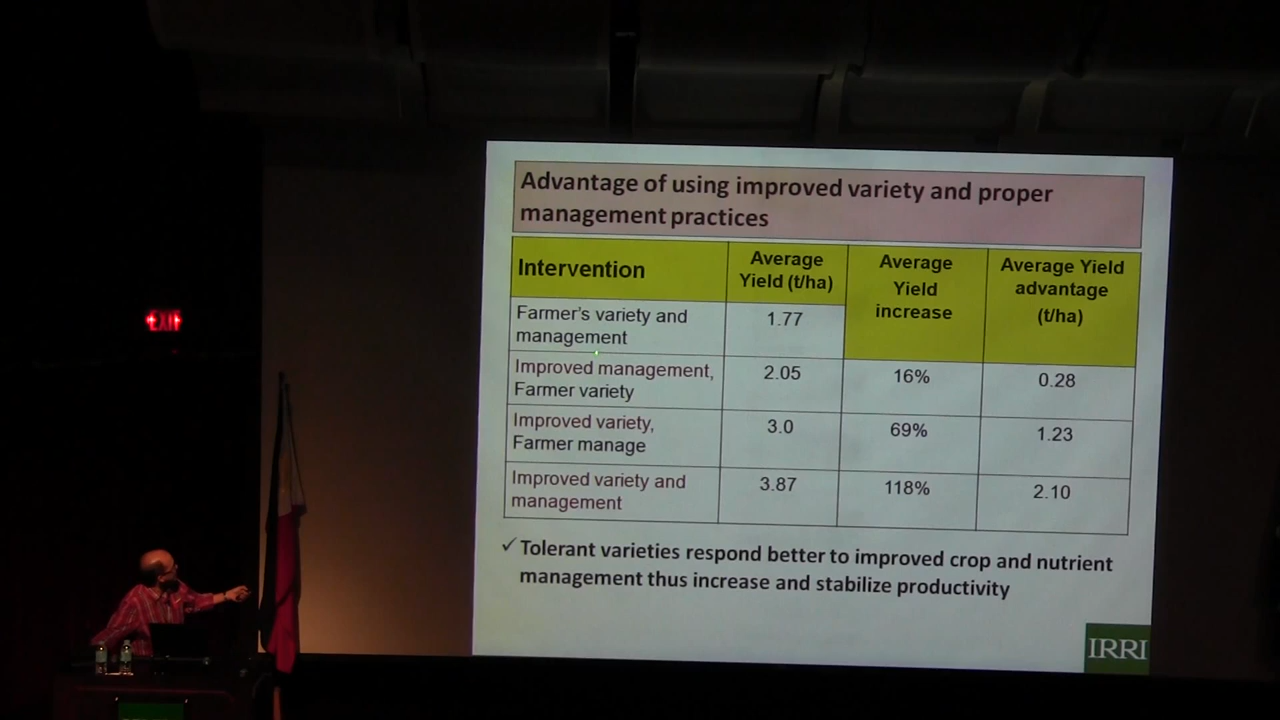 Advantage of using improved variety and proper
management practices
Intervention
Average
Yield (t/ha)
Average
Yield
increase
Average Yield
advantage
(t/ha)
Farmer's variety and
management
1.77
Improved management,
Farmer variety
2.05
16%
0.28
Improved variety,
Farmer manage
3.0
69%
1.23
Improved variety and
management
3.87
118%
2.10
✓ Tolerant varieties respond better to improved crop and nutrient
management thus increase and stabilize productivity
IRRI
EXIT